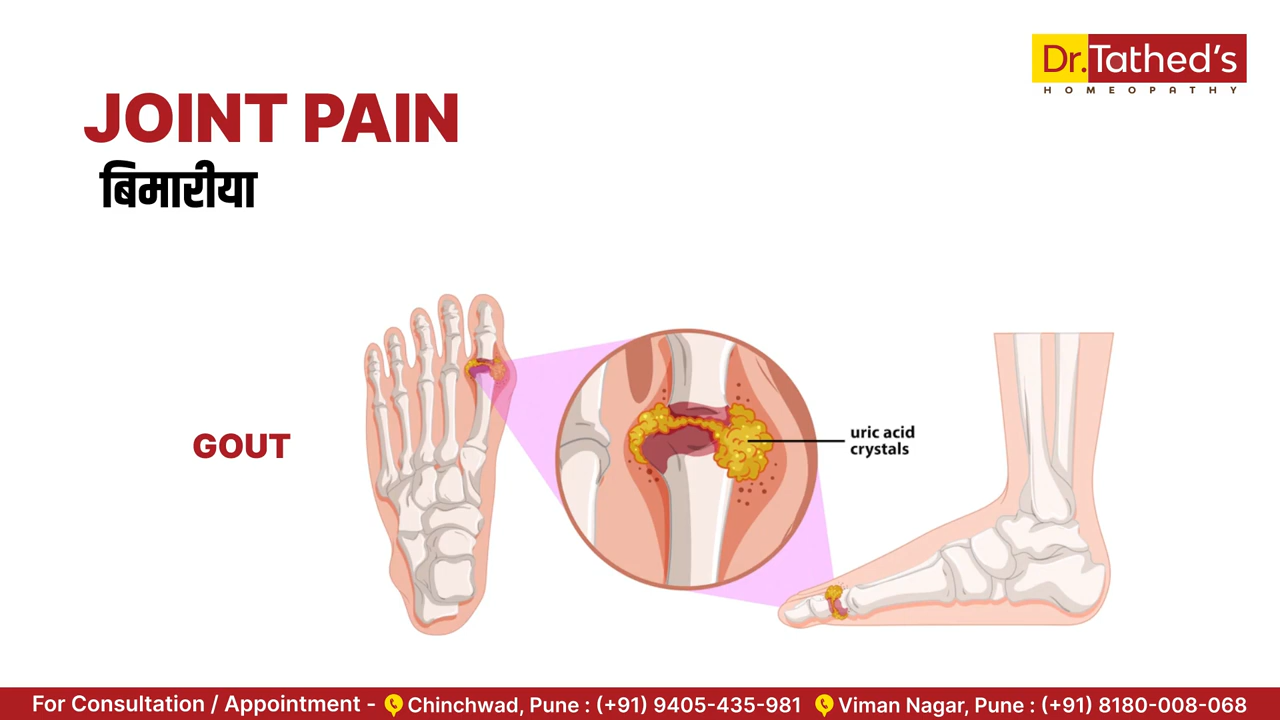 Dr.Tathed's
HOMEOPATHY
JOINT PAIN
बिमारीया
GOUT
uric acid
crystals
For Consultation / Appointment - Chinchwad, Pune : (+91) 9405-435-981 Viman Nagar, Pune : (+91) 8180-008-068